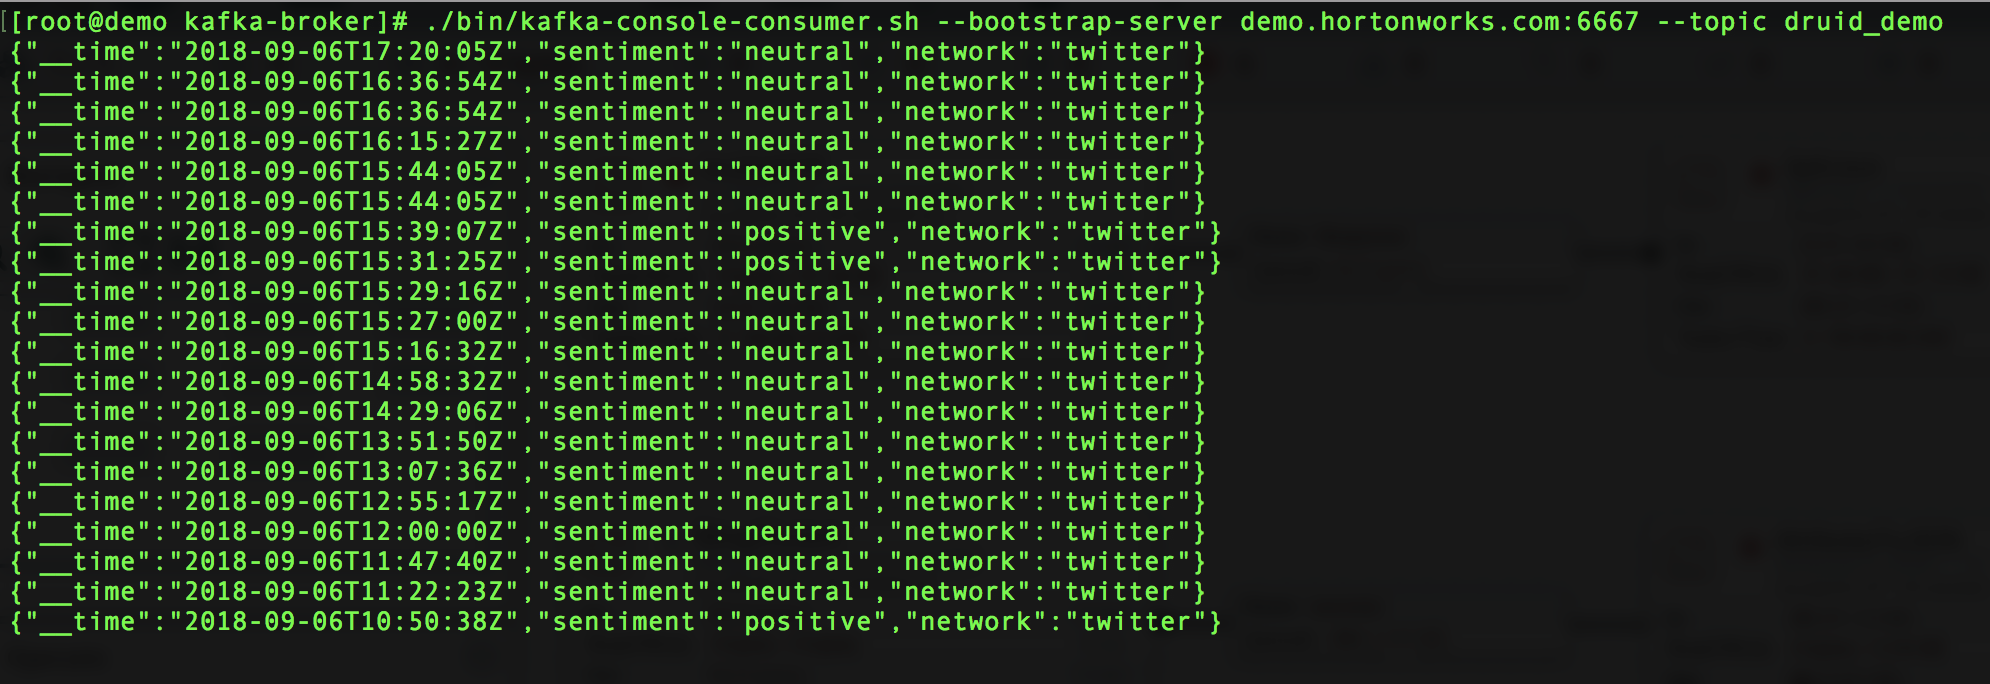 [[root@demo kafka-broker]# ./bin/kafka-console-consumer.sh --bootstrap-server demo.hortonworks.com:6667 --topic druid_demo
{"__time":"2018-09-06T17:20:05Z","sentiment":"neutral","network":"twitter"}
{"__time":"2018-09-06T16:36:54Z","sentiment":"neutral","network":"twitter"}
{"__time":"2018-09-06T16:36:54Z","sentiment":"neutral","network":"twitter"}
{"__time":"2018-09-06T16:15:27Z","sentiment":"neutral","network":"twitter"}
{"__time":"2018-09-06T15:44:05Z","sentiment":"neutral","network":"twitter"}
{"__time":"2018-09-06T15:44:05Z","sentiment":"neutral","network":"twitter"}
{"__time":"2018-09-06T15:39:07Z","sentiment":"positive","network":"twitter"}
{"__time":"2018-09-06T15:31:25Z","sentiment":"positive","network":"twitter"}
{"__time":"2018-09-06T15:29:16Z","sentiment":"neutral","network":"twitter"}
{"__time":"2018-09-06T15:27:00Z","sentiment":"neutral","network":"twitter"}
{"__time":"2018-09-06T15:16:32Z","sentiment":"neutral","network":"twitter"}
{"__time":"2018-09-06T14:58:32Z","sentiment":"neutral","network":"twitter"}
{"__time":"2018-09-06T14:29:06Z","sentiment":"neutral","network":"twitter"}
{"__time":"2018-09-06T13:51:50Z","sentiment":"neutral","network":"twitter"}
{"__time":"2018-09-06T13:07:36Z","sentiment":"neutral","network":"twitter"}
{"__time":"2018-09-06T12:55:17Z","sentiment":"neutral","network":"twitter"}
{"__time":"2018-09-06T12:00:00Z","sentiment":"neutral","network":"twitter"}
{"__time":"2018-09-06T11:47:40Z","sentiment":"neutral","network":"twitter"}
{"__time":"2018-09-06T11:22:23Z","sentiment":"neutral","network":"twitter"}
{"__time":"2018-09-06T10:50:38Z","sentiment":"positive","network":"twitter"}